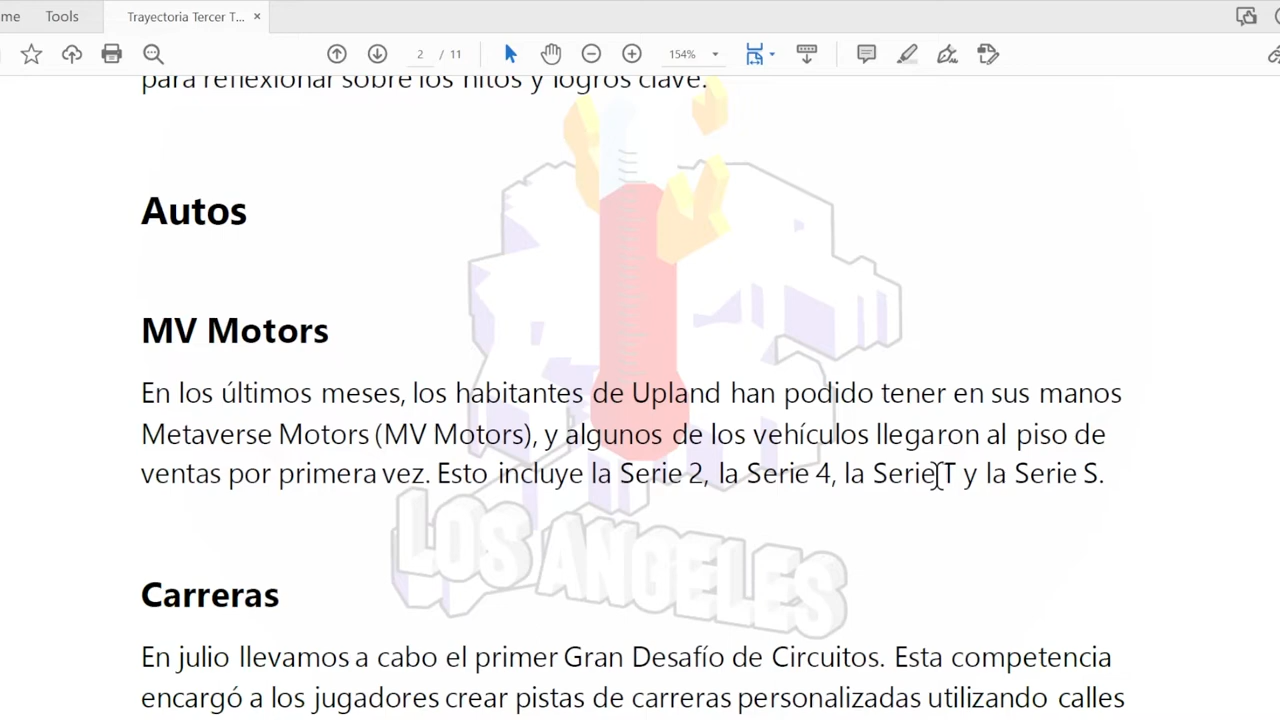 me Tools Trayectoria Tercer T... ×
2 / 11 154%
para reflexionar sobre los hitos y logros clave.
Autos
MV Motors
En los últimos meses, los habitantes de Upland han podido tener en sus manos
Metaverse Motors (MV Motors), y algunos de los vehículos llegaron al piso de
ventas por primera vez. Esto incluye la Serie 2, la Serie 4, la Serie T y la Serie S.
LOS ANGELES
Carreras
En julio llevamos a cabo el primer Gran Desafío de Circuitos. Esta competencia
encargó a los jugadores crear pistas de carreras personalizadas utilizando calles